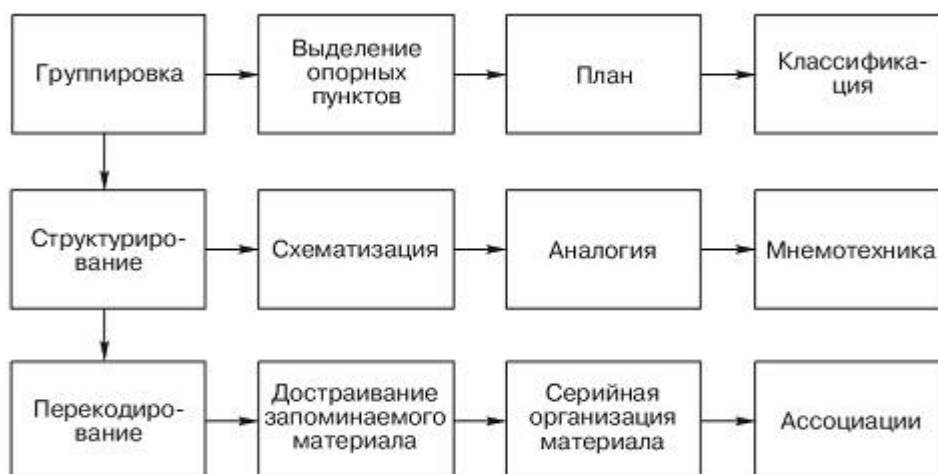 Группировка
Выделение
опорных
пунктов
План
Классифика-
ция
Структуриро-
вание
Схематизация
Аналогия
Мнемотехника
Перекодиро-
вание
Достраивание
запоминаемого
материала
Серийная
организация
материала
Ассоциации